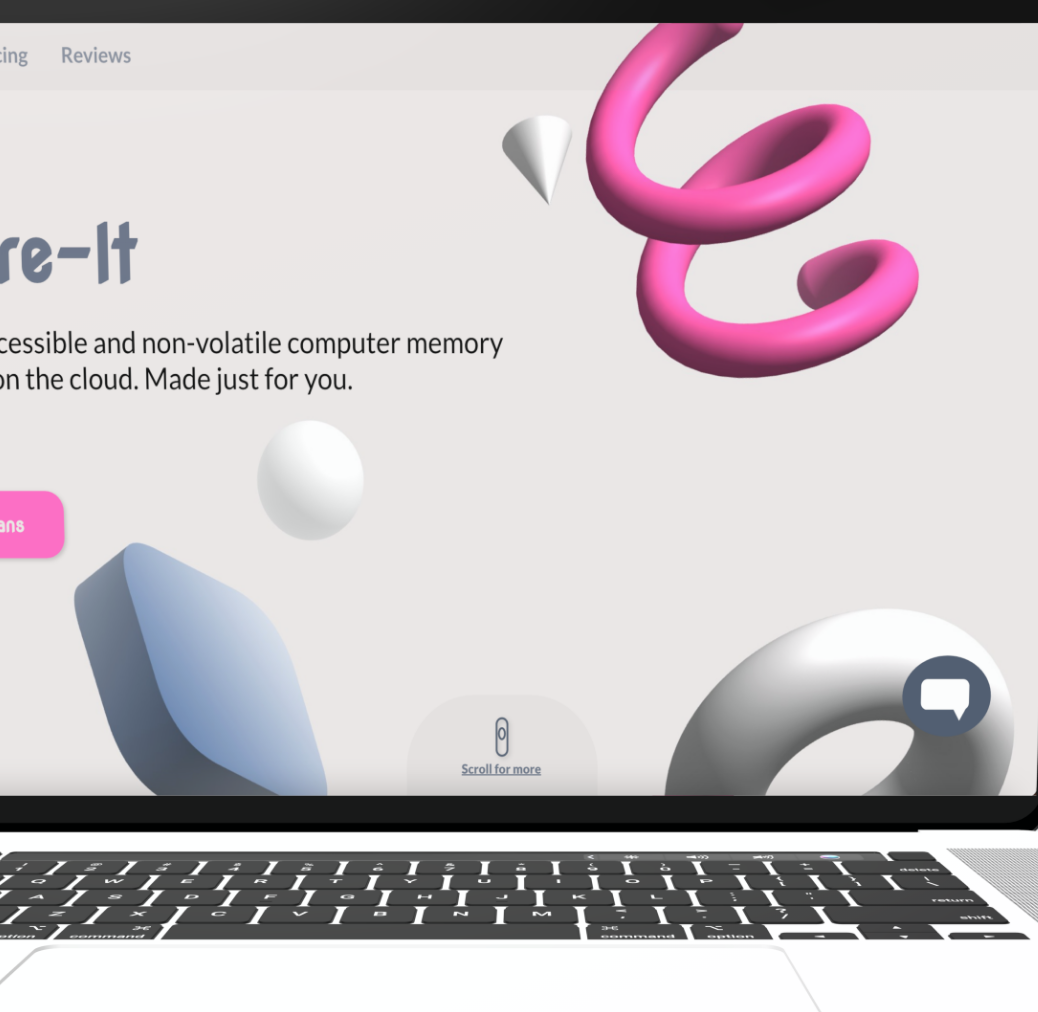 cing Reviews
re-It
cessible and non-volatile computer memory
on the cloud. Made just for you.
ans
Scroll for more
delete
Q W E R T Y U I O P
A S D F G H J K L
return
Z X C V B N M
shift
option command command option